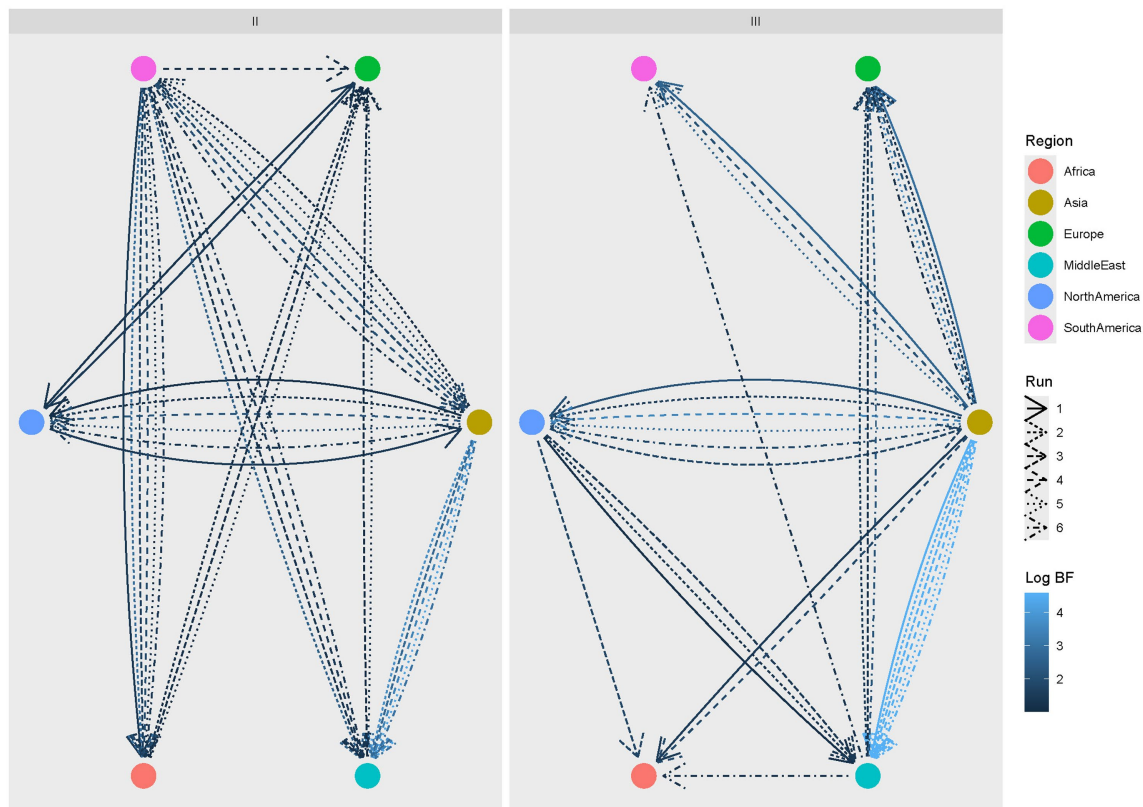 II
III
Region
Africa
Asia
Europe
MiddleEast
NorthAmerica
SouthAmerica
Run
1
2
3
4
5
6
Log BF
4
3
2